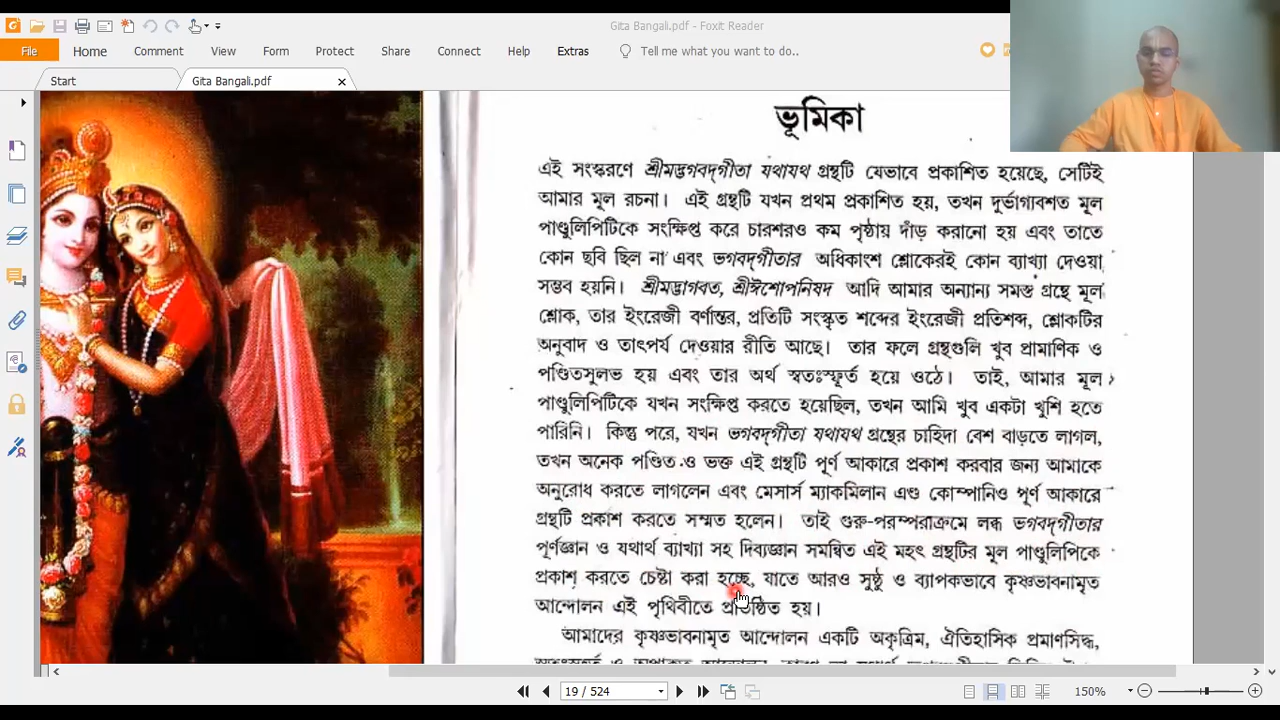 Gita Bangali.pdf - Foxit Reader
File Home Comment View Form Protect Share Connect Help Extras Tell me what you want to do..
Start Gita Bangali.pdf
ভূমিকা
এই সংস্করণে শ্রীমদ্ভগবদ্‌গীতা যথাযথ গ্রন্থটি যেভাবে প্রকাশিত হয়েছে, সেটিই
আমার মূল রচনা। এই গ্রন্থটি যখন প্রথম প্রকাশিত হয়, তখন দুর্ভাগ্যবশত মূল
পাণ্ডুলিপিটিকে সংক্ষিপ্ত করে চারশরও কম পৃষ্ঠায় দাঁড় করানো হয় এবং তাতে
কোন ছবি ছিল না এবং ভগবদ্‌গীতার অধিকাংশ শ্লোকেরই কোন ব্যাখ্যা দেওয়া
সম্ভব হয়নি। শ্রীমদ্ভাগবত, শ্রীঈশোপনিষদ আদি আমার অন্যান্য সমস্ত গ্রন্থে মূল
শ্লোক, তার ইংরেজী বর্ণান্তর, প্রতিটি সংস্কৃত শব্দের ইংরেজী প্রতিশব্দ, শ্লোকটির
অনুবাদ ও তাৎপর্য দেওয়ার রীতি আছে। তার ফলে গ্রন্থগুলি খুব প্রামাণিক ও
পণ্ডিতসুলভ হয় এবং তার অর্থ স্বতঃস্ফূর্ত হয়ে ওঠে। তাই, আমার মূল
পাণ্ডুলিপিটিকে যখন সংক্ষিপ্ত করতে হয়েছিল, তখন আমি খুব একটা খুশি হতে
পারিনি। কিন্তু পরে, যখন ভগবদ্‌গীতা যথাযথ গ্রন্থের চাহিদা বেশ বাড়তে লাগল,
তখন অনেক পণ্ডিত ও ভক্ত এই গ্রন্থটি পূর্ণ আকারে প্রকাশ করবার জন্য আমাকে
অনুরোধ করতে লাগলেন এবং মেসার্স ম্যাকমিলান এণ্ড কোম্পানিও পূর্ণ আকারে
গ্রন্থটি প্রকাশ করতে সম্মত হলেন। তাই গুরু-পরম্পরাক্রমে লব্ধ ভগবদ্‌গীতার
পূর্ণজ্ঞান ও যথার্থ ব্যাখ্যা সহ দিব্যজ্ঞান সমন্বিত এই মহৎ গ্রন্থটির মূল পাণ্ডুলিপিকে
প্রকাশ করতে চেষ্টা করা হচ্ছে, যাতে আরও সুষ্ঠু ও ব্যাপকভাবে কৃষ্ণভাবনামৃত
আন্দোলন এই পৃথিবীতে প্রতিষ্ঠিত হয়।
আমাদের কৃষ্ণভাবনামৃত আন্দোলন একটি অকৃত্রিম, ঐতিহাসিক প্রমাণসিদ্ধ,
19 / 524 150%